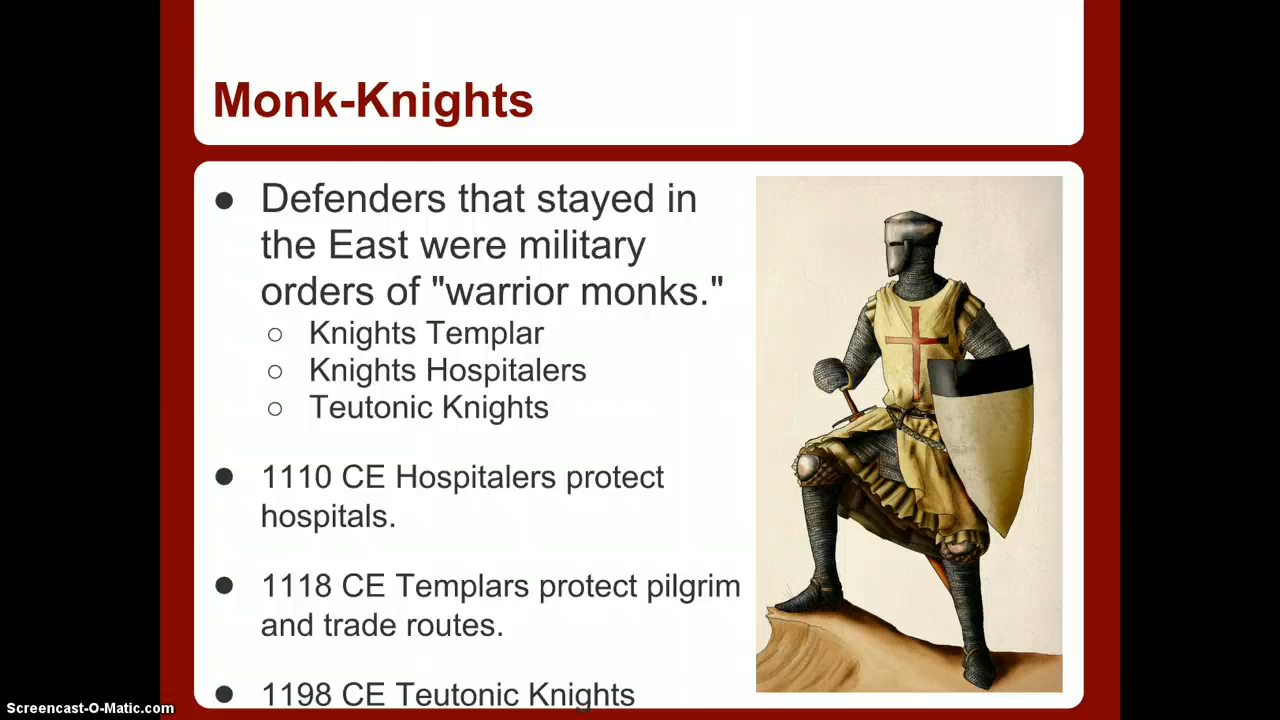 Monk-Knights
● Defenders that stayed in
the East were military
orders of "warrior monks."
○ Knights Templar
○ Knights Hospitalers
○ Teutonic Knights
● 1110 CE Hospitalers protect
hospitals.
● 1118 CE Templars protect pilgrim
and trade routes.
● 1198 CE Teutonic Knights
Screencast-O-Matic.com